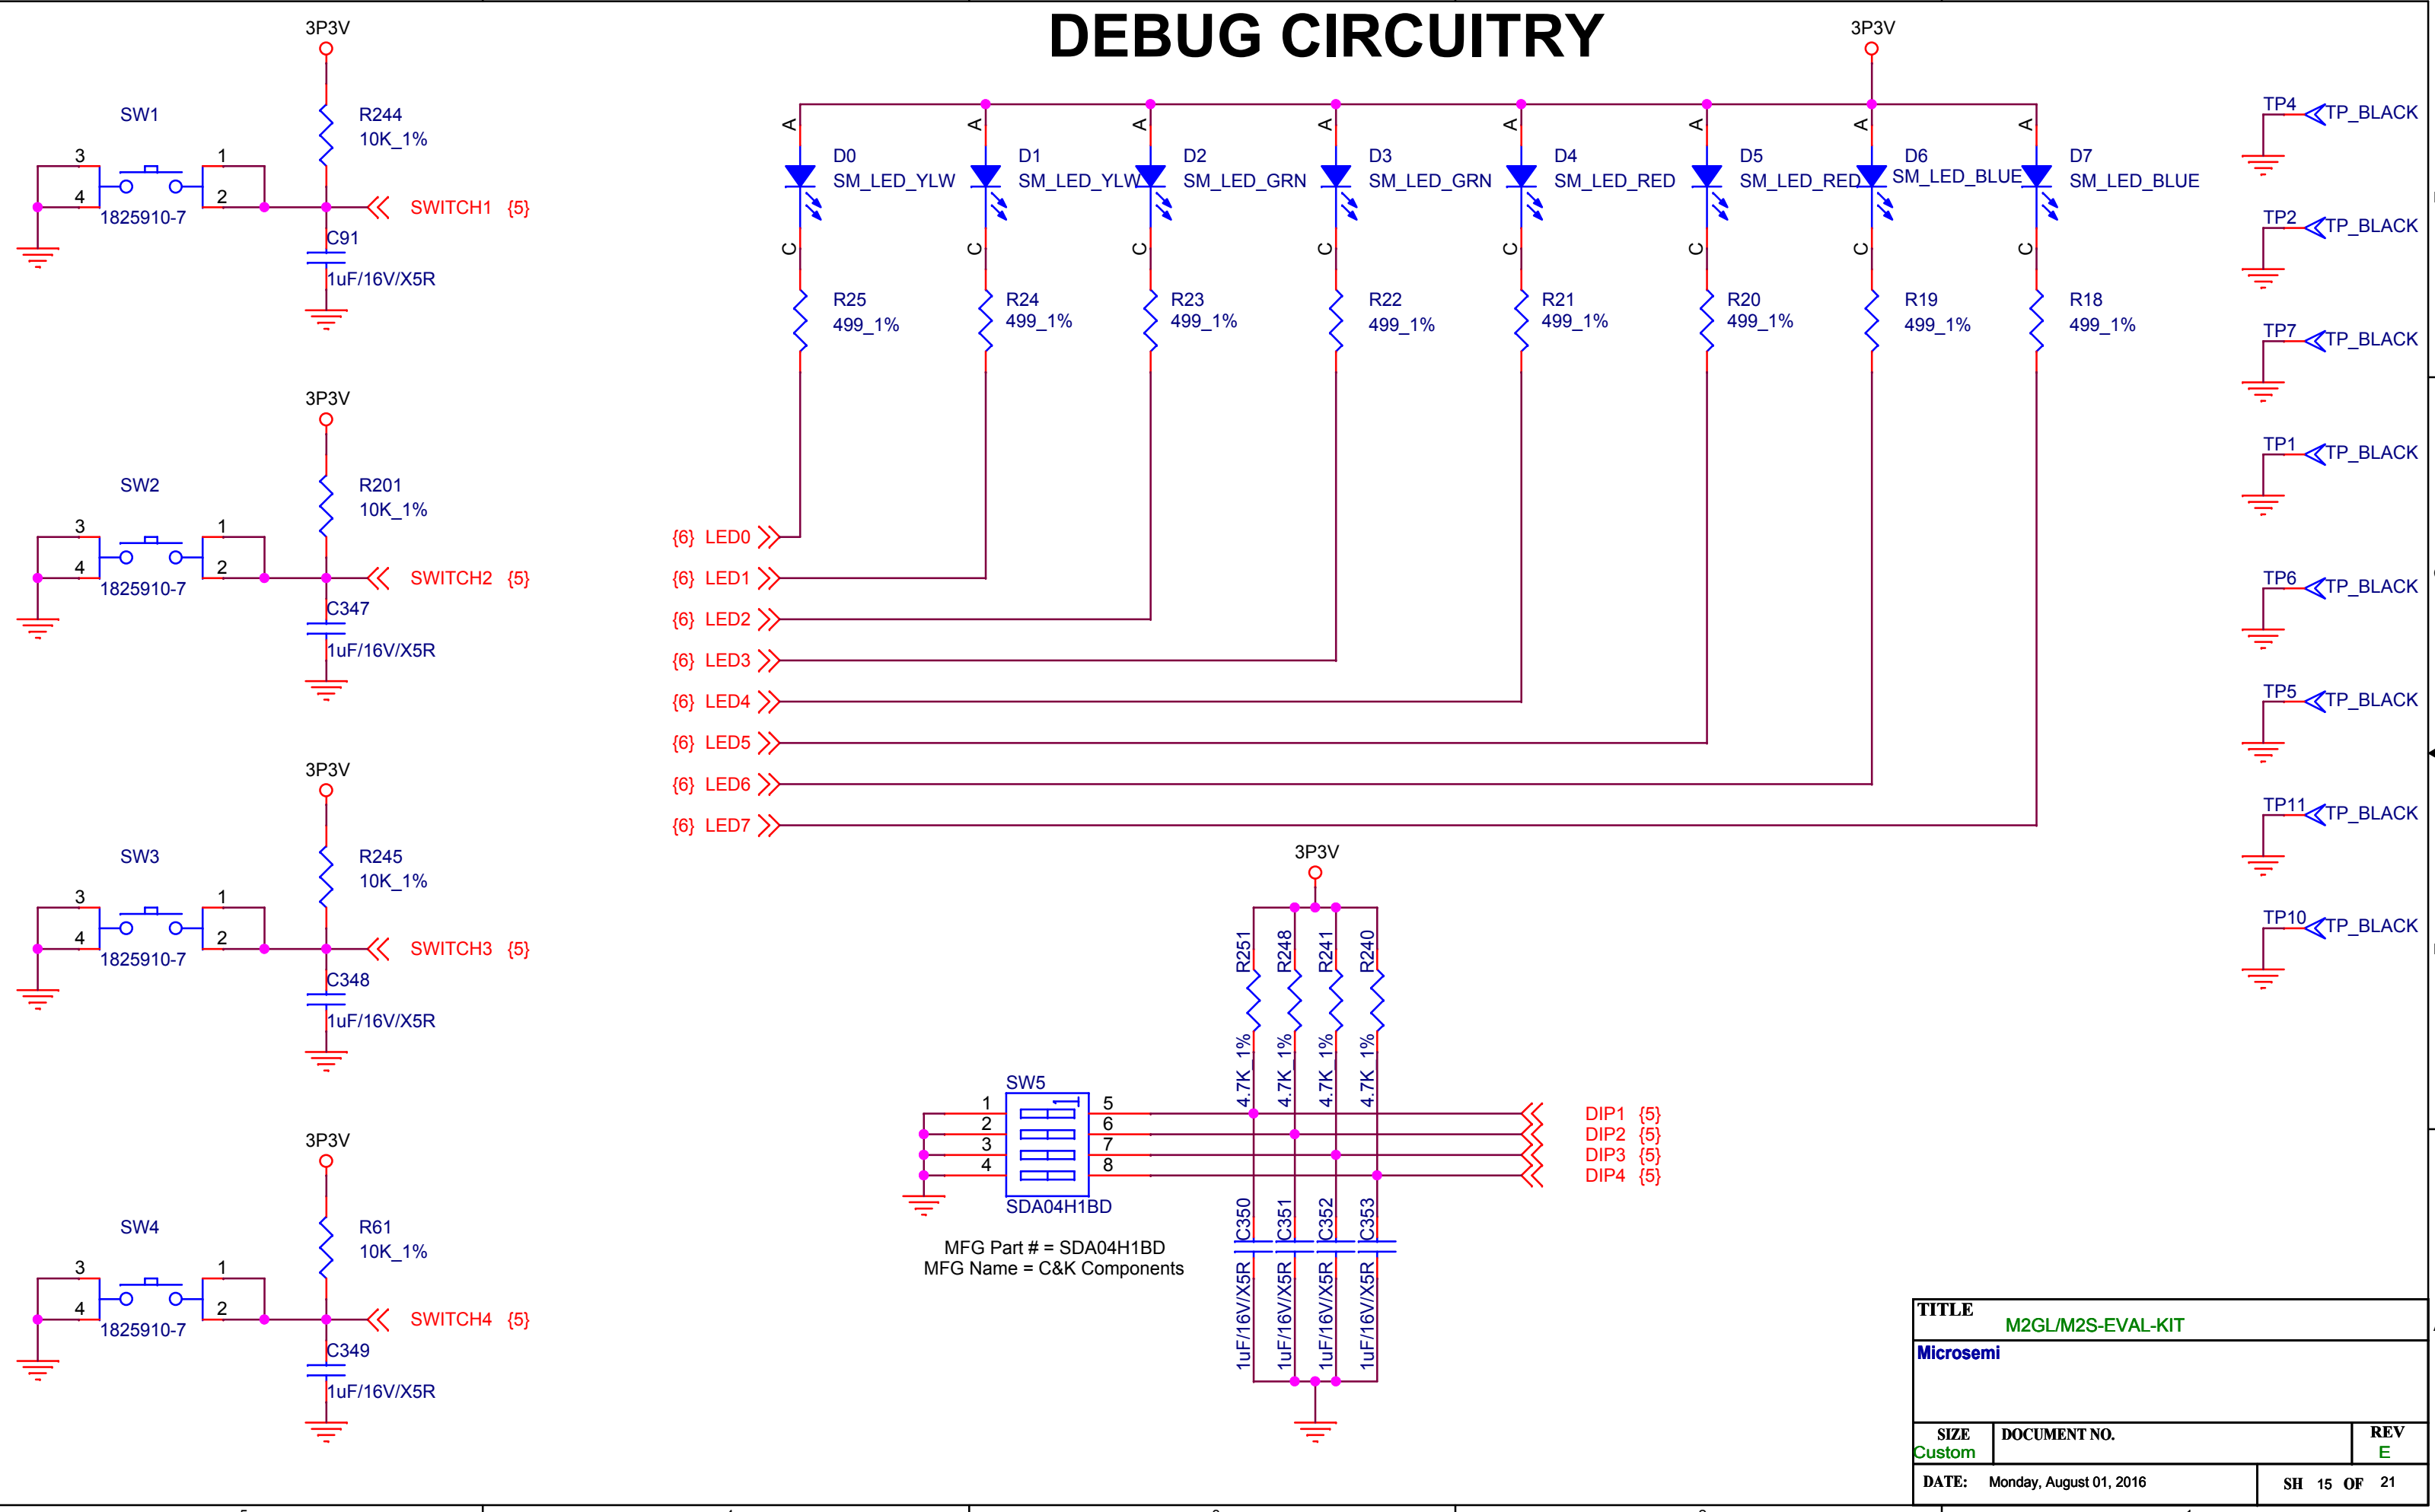 DEBUG CIRCUITRY
3P3V
SW1
R244
10K_1%
3
1
4
2
1825910-7
SWITCH1 {5}
C91
1uF/16V/X5R
3P3V
SW2
R201
10K_1%
3
1
4
2
1825910-7
SWITCH2 {5}
C347
1uF/16V/X5R
3P3V
SW3
R245
10K_1%
3
1
4
2
1825910-7
SWITCH3 {5}
C348
1uF/16V/X5R
3P3V
SW4
R61
10K_1%
3
1
4
2
1825910-7
SWITCH4 {5}
C349
1uF/16V/X5R
3P3V
A A A A A A A A
D0
SM_LED_YLW
D1
SM_LED_YLW
D2
SM_LED_GRN
D3
SM_LED_GRN
D4
SM_LED_RED
D5
SM_LED_RED
D6
SM_LED_BLUE
D7
SM_LED_BLUE
C C C C C C C C
R25
499_1%
R24
499_1%
R23
499_1%
R22
499_1%
R21
499_1%
R20
499_1%
R19
499_1%
R18
499_1%
{6} LED0
{6} LED1
{6} LED2
{6} LED3
{6} LED4
{6} LED5
{6} LED6
{6} LED7
3P3V
R251
R248
R241
R240
4.7K_1%
4.7K_1%
4.7K_1%
4.7K_1%
SW5
1
2
3
4
5
6
7
8
SDA04H1BD
DIP1 {5}
DIP2 {5}
DIP3 {5}
DIP4 {5}
MFG Part # = SDA04H1BD
MFG Name = C&K Components
C350
C351
C352
C353
1uF/16V/X5R
1uF/16V/X5R
1uF/16V/X5R
1uF/16V/X5R
TP4 TP_BLACK
TP2 TP_BLACK
TP7 TP_BLACK
TP1 TP_BLACK
TP6 TP_BLACK
TP5 TP_BLACK
TP11 TP_BLACK
TP10 TP_BLACK
TITLE
M2GL/M2S-EVAL-KIT
Microsemi
SIZE
Custom
DOCUMENT NO.
REV
E
DATE: Monday, August 01, 2016
SH 15 OF 21